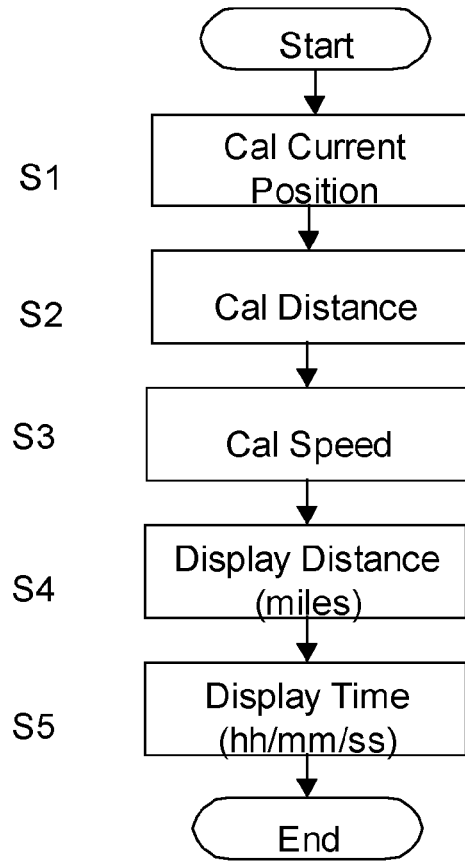 Start
S1
Cal Current
Position
S2
Cal Distance
S3
Cal Speed
S4
Display Distance
(miles)
S5
Display Time
(hh/mm/ss)
End